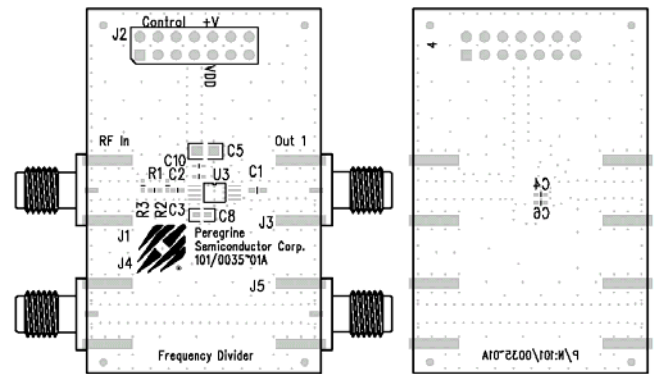 Control +V
J2
VDD
RF In
Out 1
C10
C5
R1
C2
U3
C1
R3
R2
C3
C8
J3
J1
Peregrine
Semiconductor Corp.
101/0035~01A
J4
J5
Frequency Divider
4
C4
C6
P/N:101/0035~01A